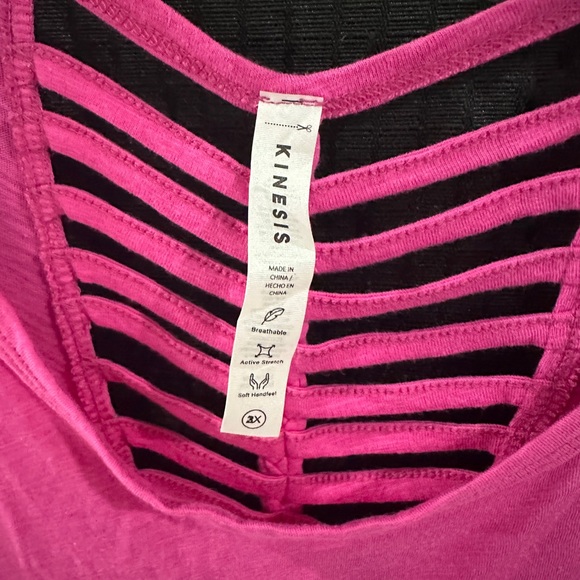 KINESIS
MADE IN
CHINA /
HECHO EN
CHINA
Breathable
Active Stretch
Soft Handfeel
2X